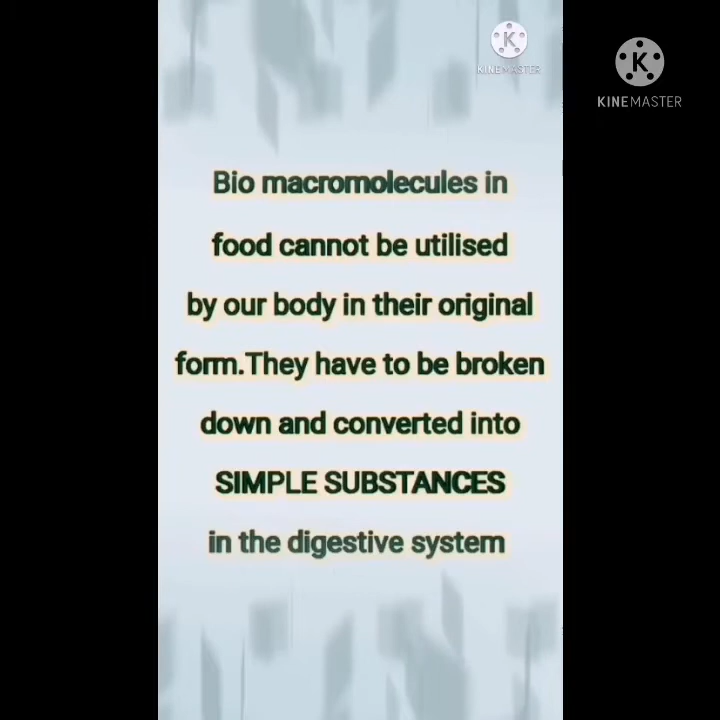 K
KINEMASTER
K
KINEMASTER
Bio macromolecules in
food cannot be utilised
by our body in their original
form.They have to be broken
down and converted into
SIMPLE SUBSTANCES
in the digestive system